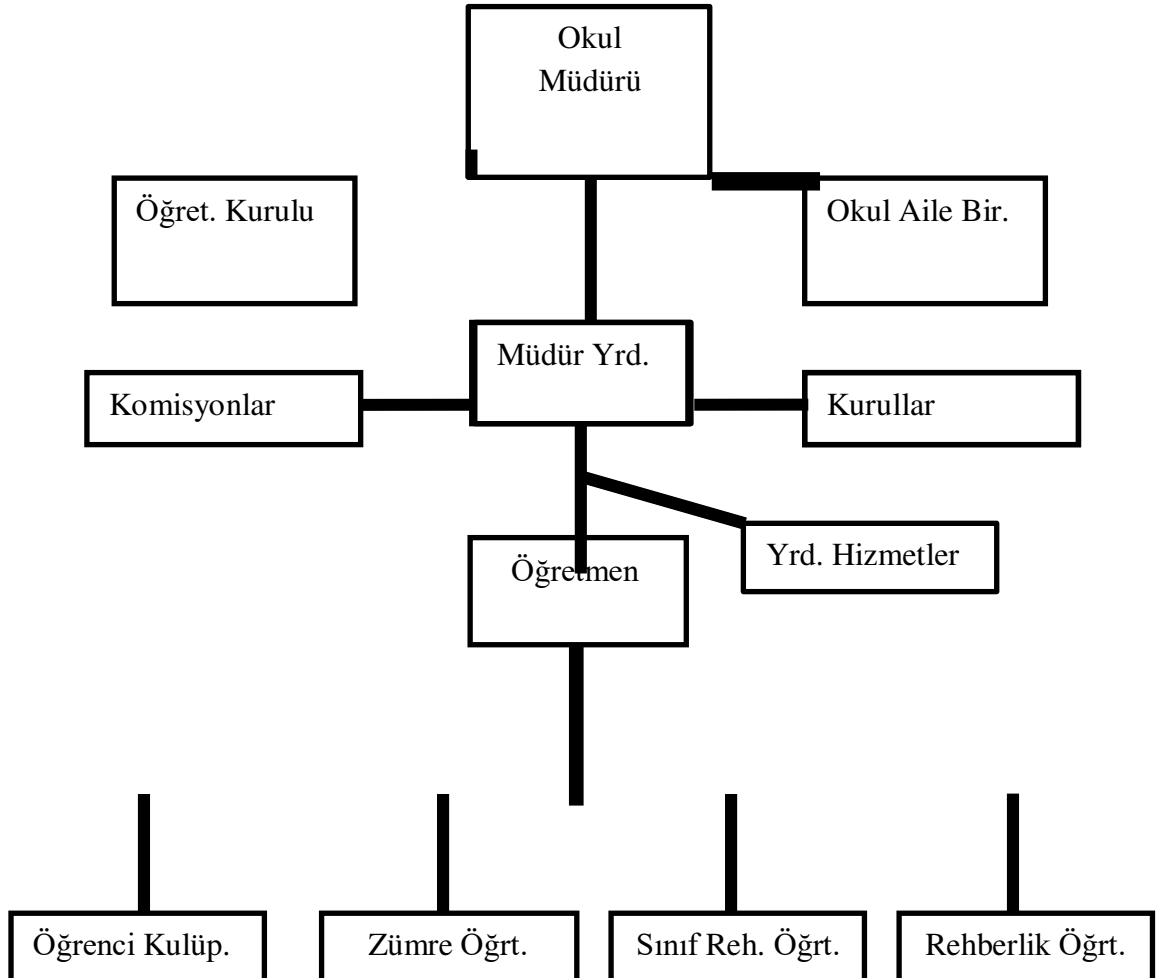 Okul
Müdürü
Öğret. Kurulu
Okul Aile Bir.
Müdür Yrd.
Komisyonlar
Kurullar
Yrd. Hizmetler
Öğretmen
Öğrenci Kulüp.
Zümre Öğrt.
Sınıf Reh. Öğrt.
Rehberlik Öğrt.